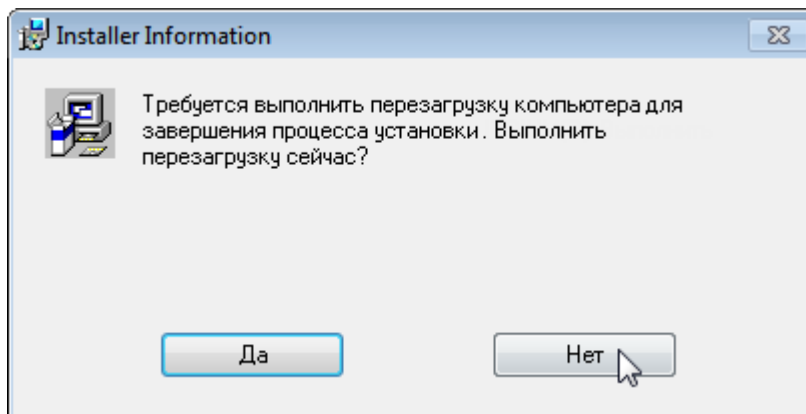 Installer Information
Требуется выполнить перезагрузку компьютера для
завершения процесса установки. Выполнить
перезагрузку сейчас?
Да
Нет